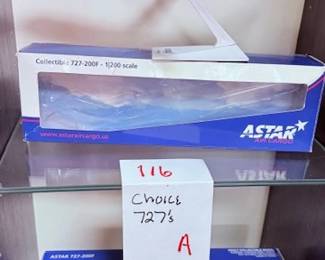 Collectible 727-200F - 1|200 scale
www.astaraircargo.us
ASTAR
AIR CARGO
116
CHOICE
727's
A
ASTAR 727-200F